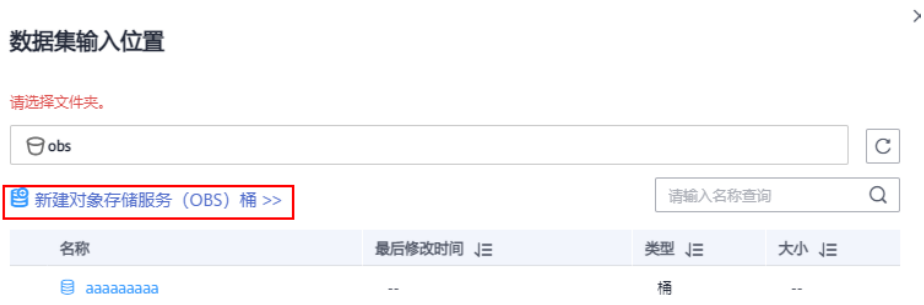 数据集输入位置
请选择文件夹。
obs
新建对象存储服务（OBS）桶 >>
请输入名称查询
名称 最后修改时间 类型 大小
aaaaaaaaa -- 桶 --